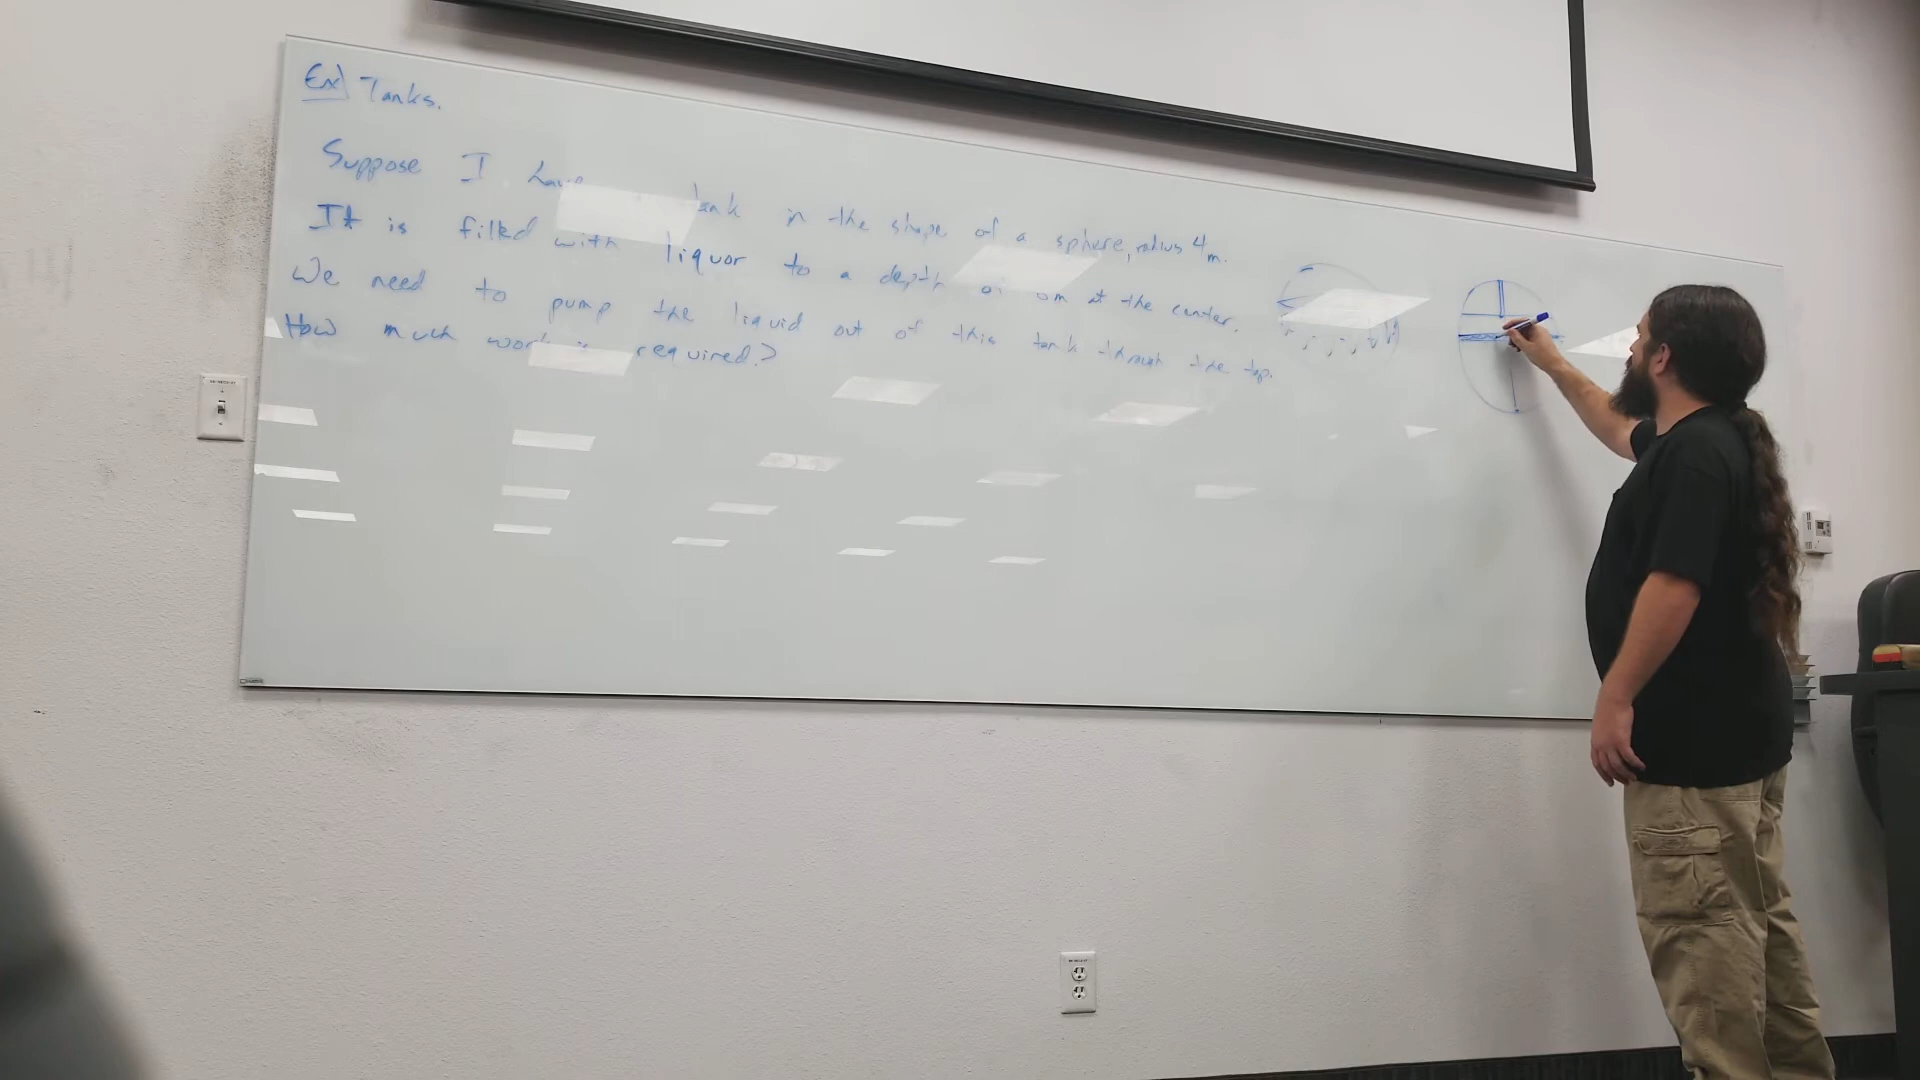 Ex) Tanks.
Suppose I have tank in the shape of a sphere, radius 4 m.
It is filled with liquor to a depth at the center.
We need to pump the liquid out of this tank through the top.
How much work is required?